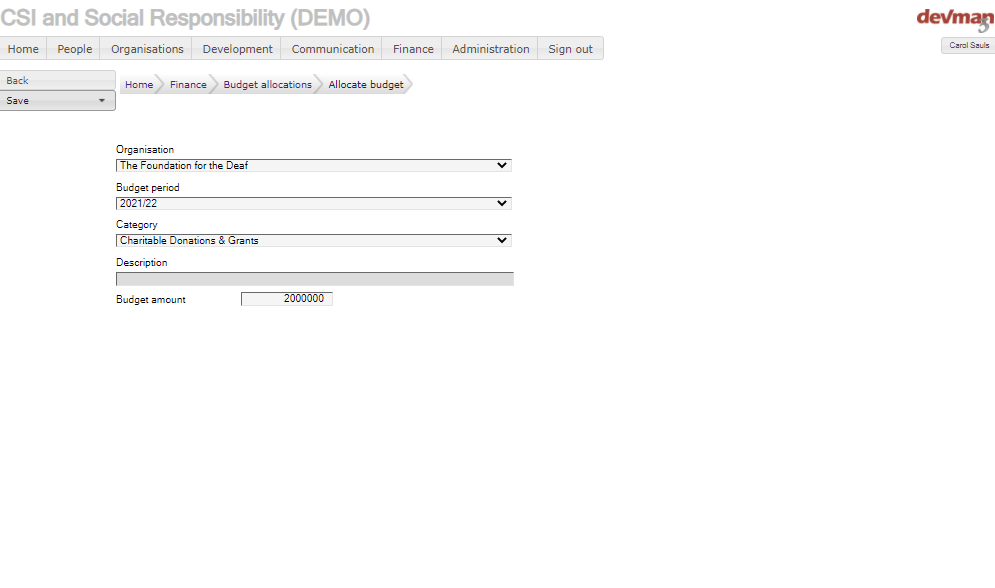 CSI and Social Responsibility (DEMO)
devman 3
Home People Organisations Development Communication Finance Administration Sign out
Carol Sauls
Back
Save
Home Finance Budget allocations Allocate budget
Organisation
The Foundation for the Deaf
Budget period
2021/22
Category
Charitable Donations & Grants
Description
Budget amount 2000000